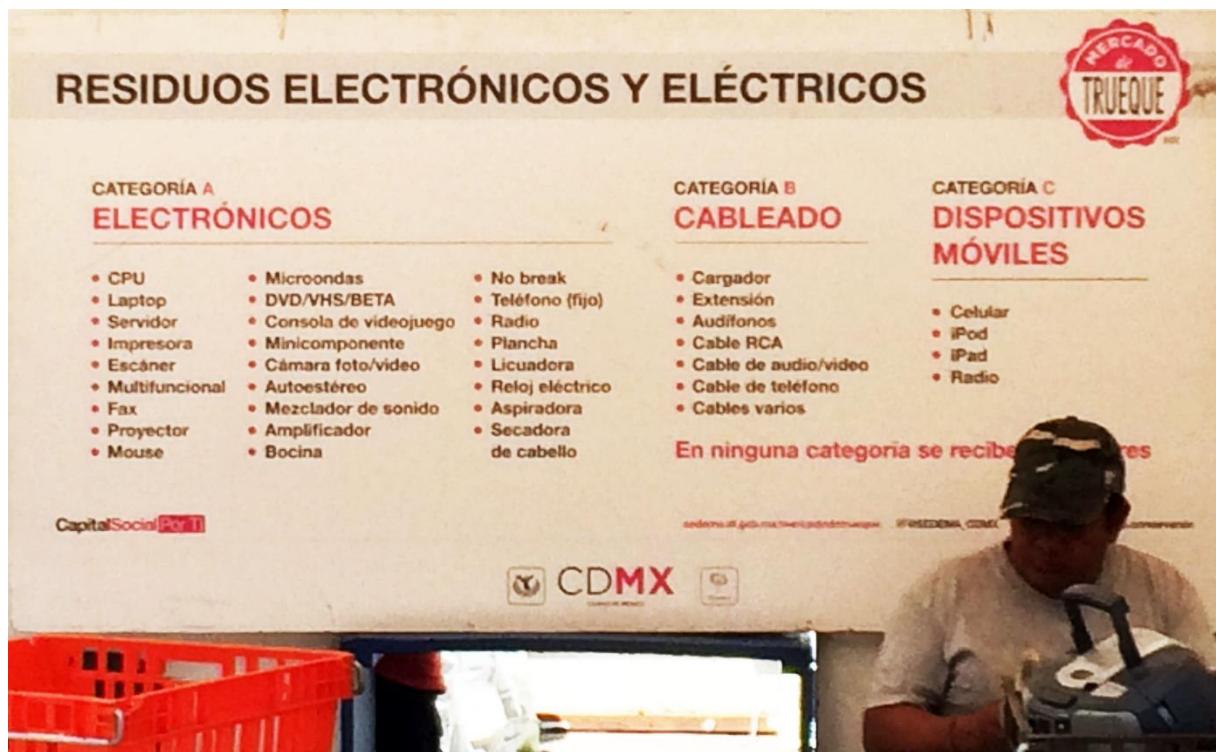 MERCADO
de
TRUEQUE
RESIDUOS ELECTRÓNICOS Y ELÉCTRICOS
CATEGORÍA A
ELECTRÓNICOS
• CPU
• Laptop
• Servidor
• Impresora
• Escáner
• Multifuncional
• Fax
• Proyector
• Mouse
• Microondas
• DVD/VHS/BETA
• Consola de videojuego
• Minicomponente
• Cámara foto/video
• Autoestéreo
• Mezclador de sonido
• Amplificador
• Bocina
• No break
• Teléfono (fijo)
• Radio
• Plancha
• Licuadora
• Reloj eléctrico
• Aspiradora
• Secadora
de cabello
CATEGORÍA B
CABLEADO
• Cargador
• Extensión
• Audífonos
• Cable RCA
• Cable de audio/video
• Cable de teléfono
• Cables varios
CATEGORÍA C
DISPOSITIVOS
MÓVILES
• Celular
• iPod
• iPad
• Radio
En ninguna categoría se
CapitalSocial Por Ti
CDMX